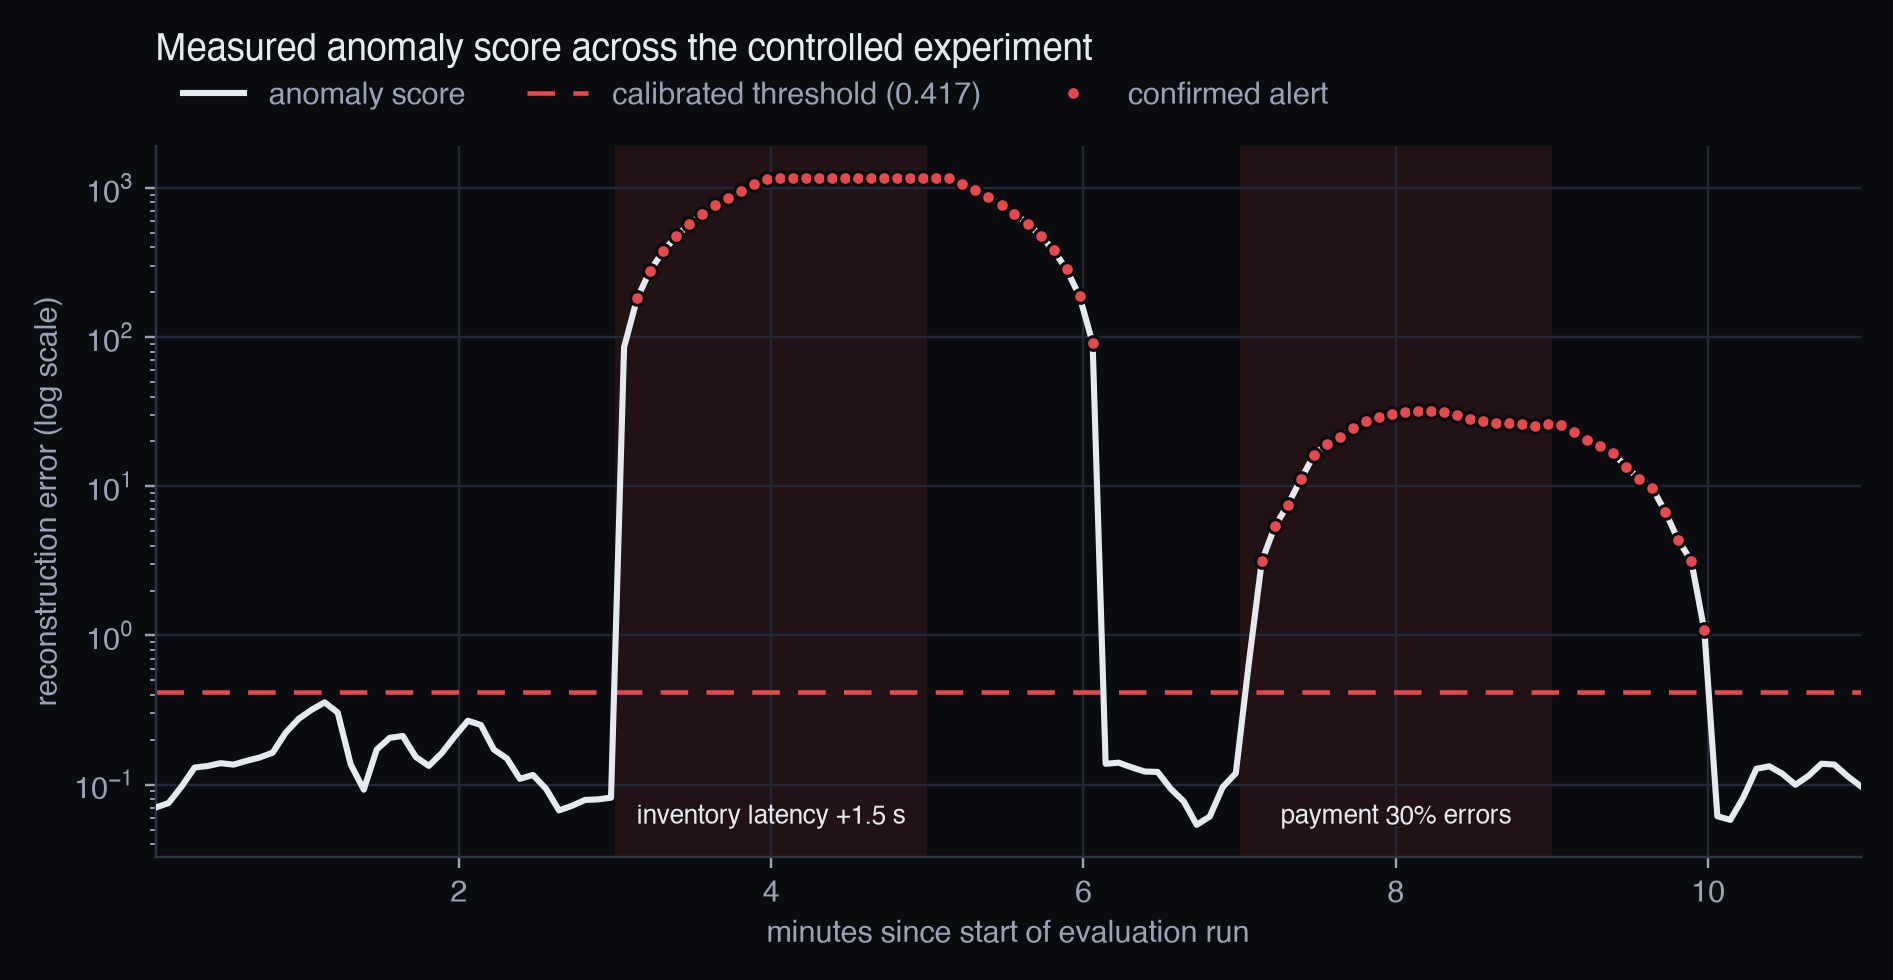 Measured anomaly score across the controlled experiment
anomaly score
calibrated threshold (0.417)
confirmed alert
reconstruction error (log scale)
10³
10²
10¹
10⁰
10⁻¹
inventory latency +1.5 s
payment 30% errors
2
4
6
8
10
minutes since start of evaluation run